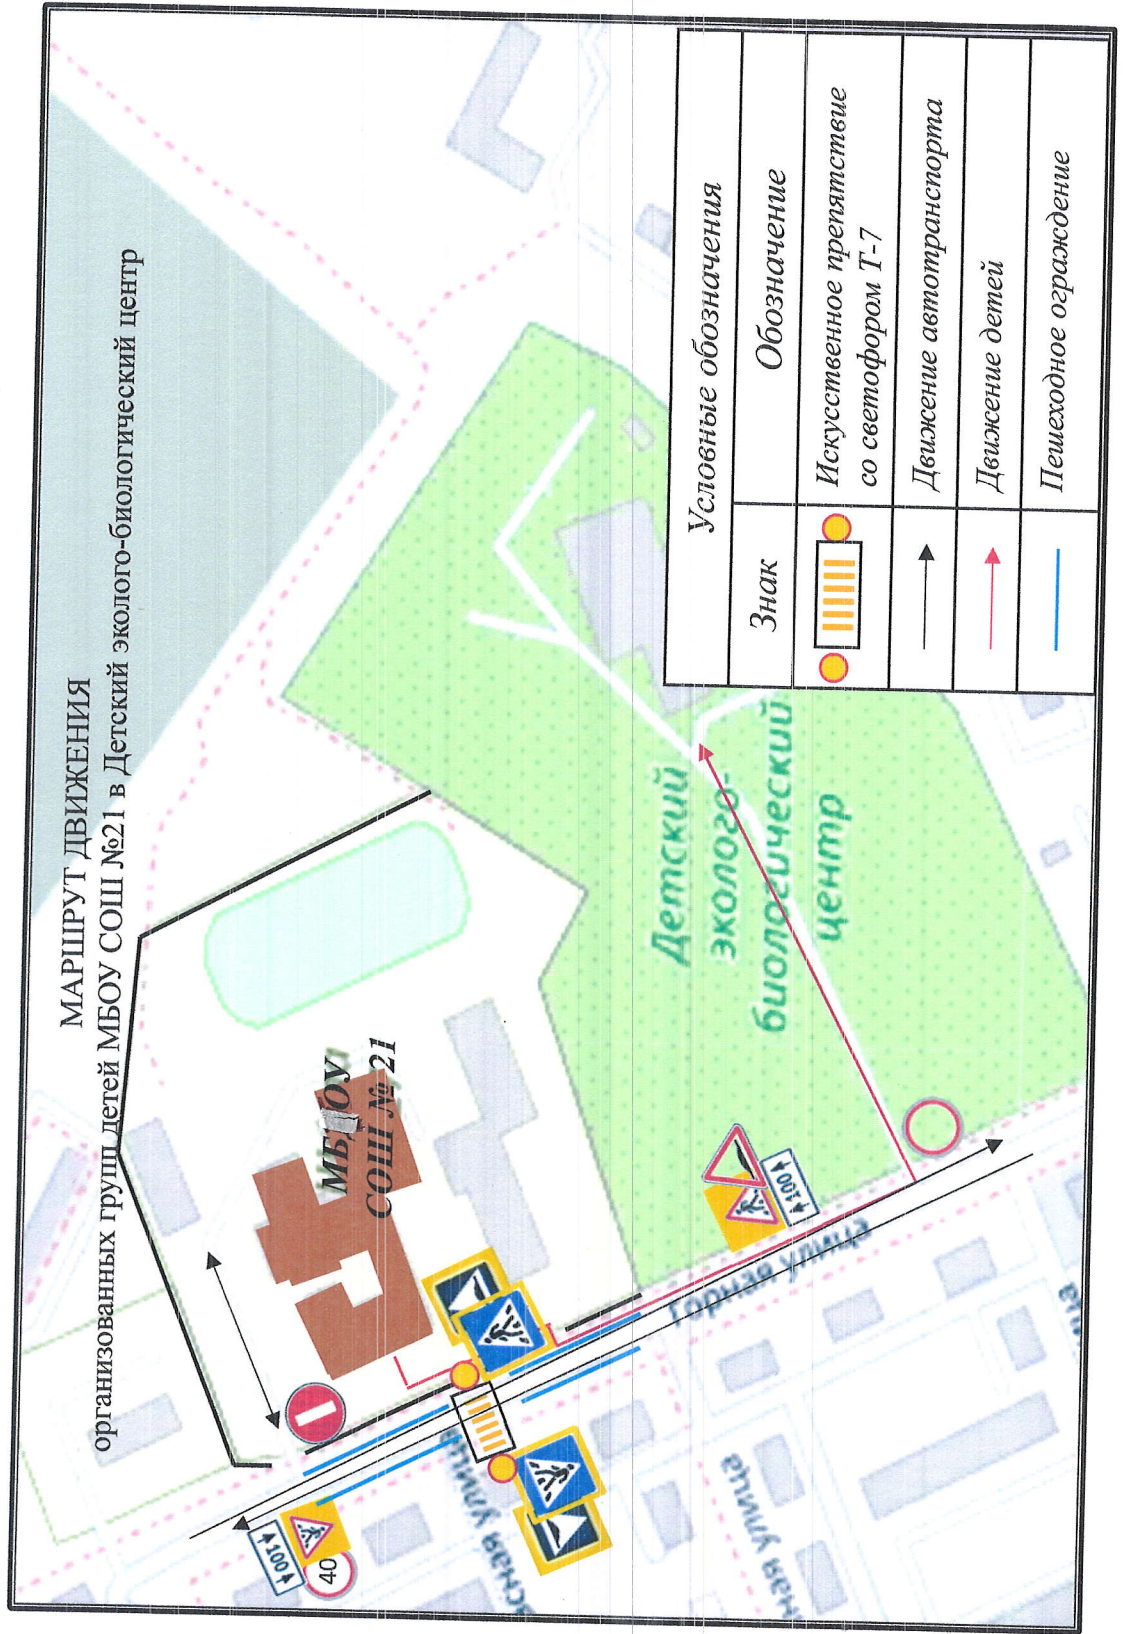 МАРШРУТ ДВИЖЕНИЯ
организованных групп детей МБОУ СОШ №21 в Детский эколого-биологический центр
Условные обозначения
Знак
Обозначение
Искусственное препятствие
со светофором Т-7
Движение автотранспорта
Движение детей
Пешеходное ограждение
СОШ № 21
Детский
эколого-
биологический
центр
Горная улица
улица
улица
100
40
100